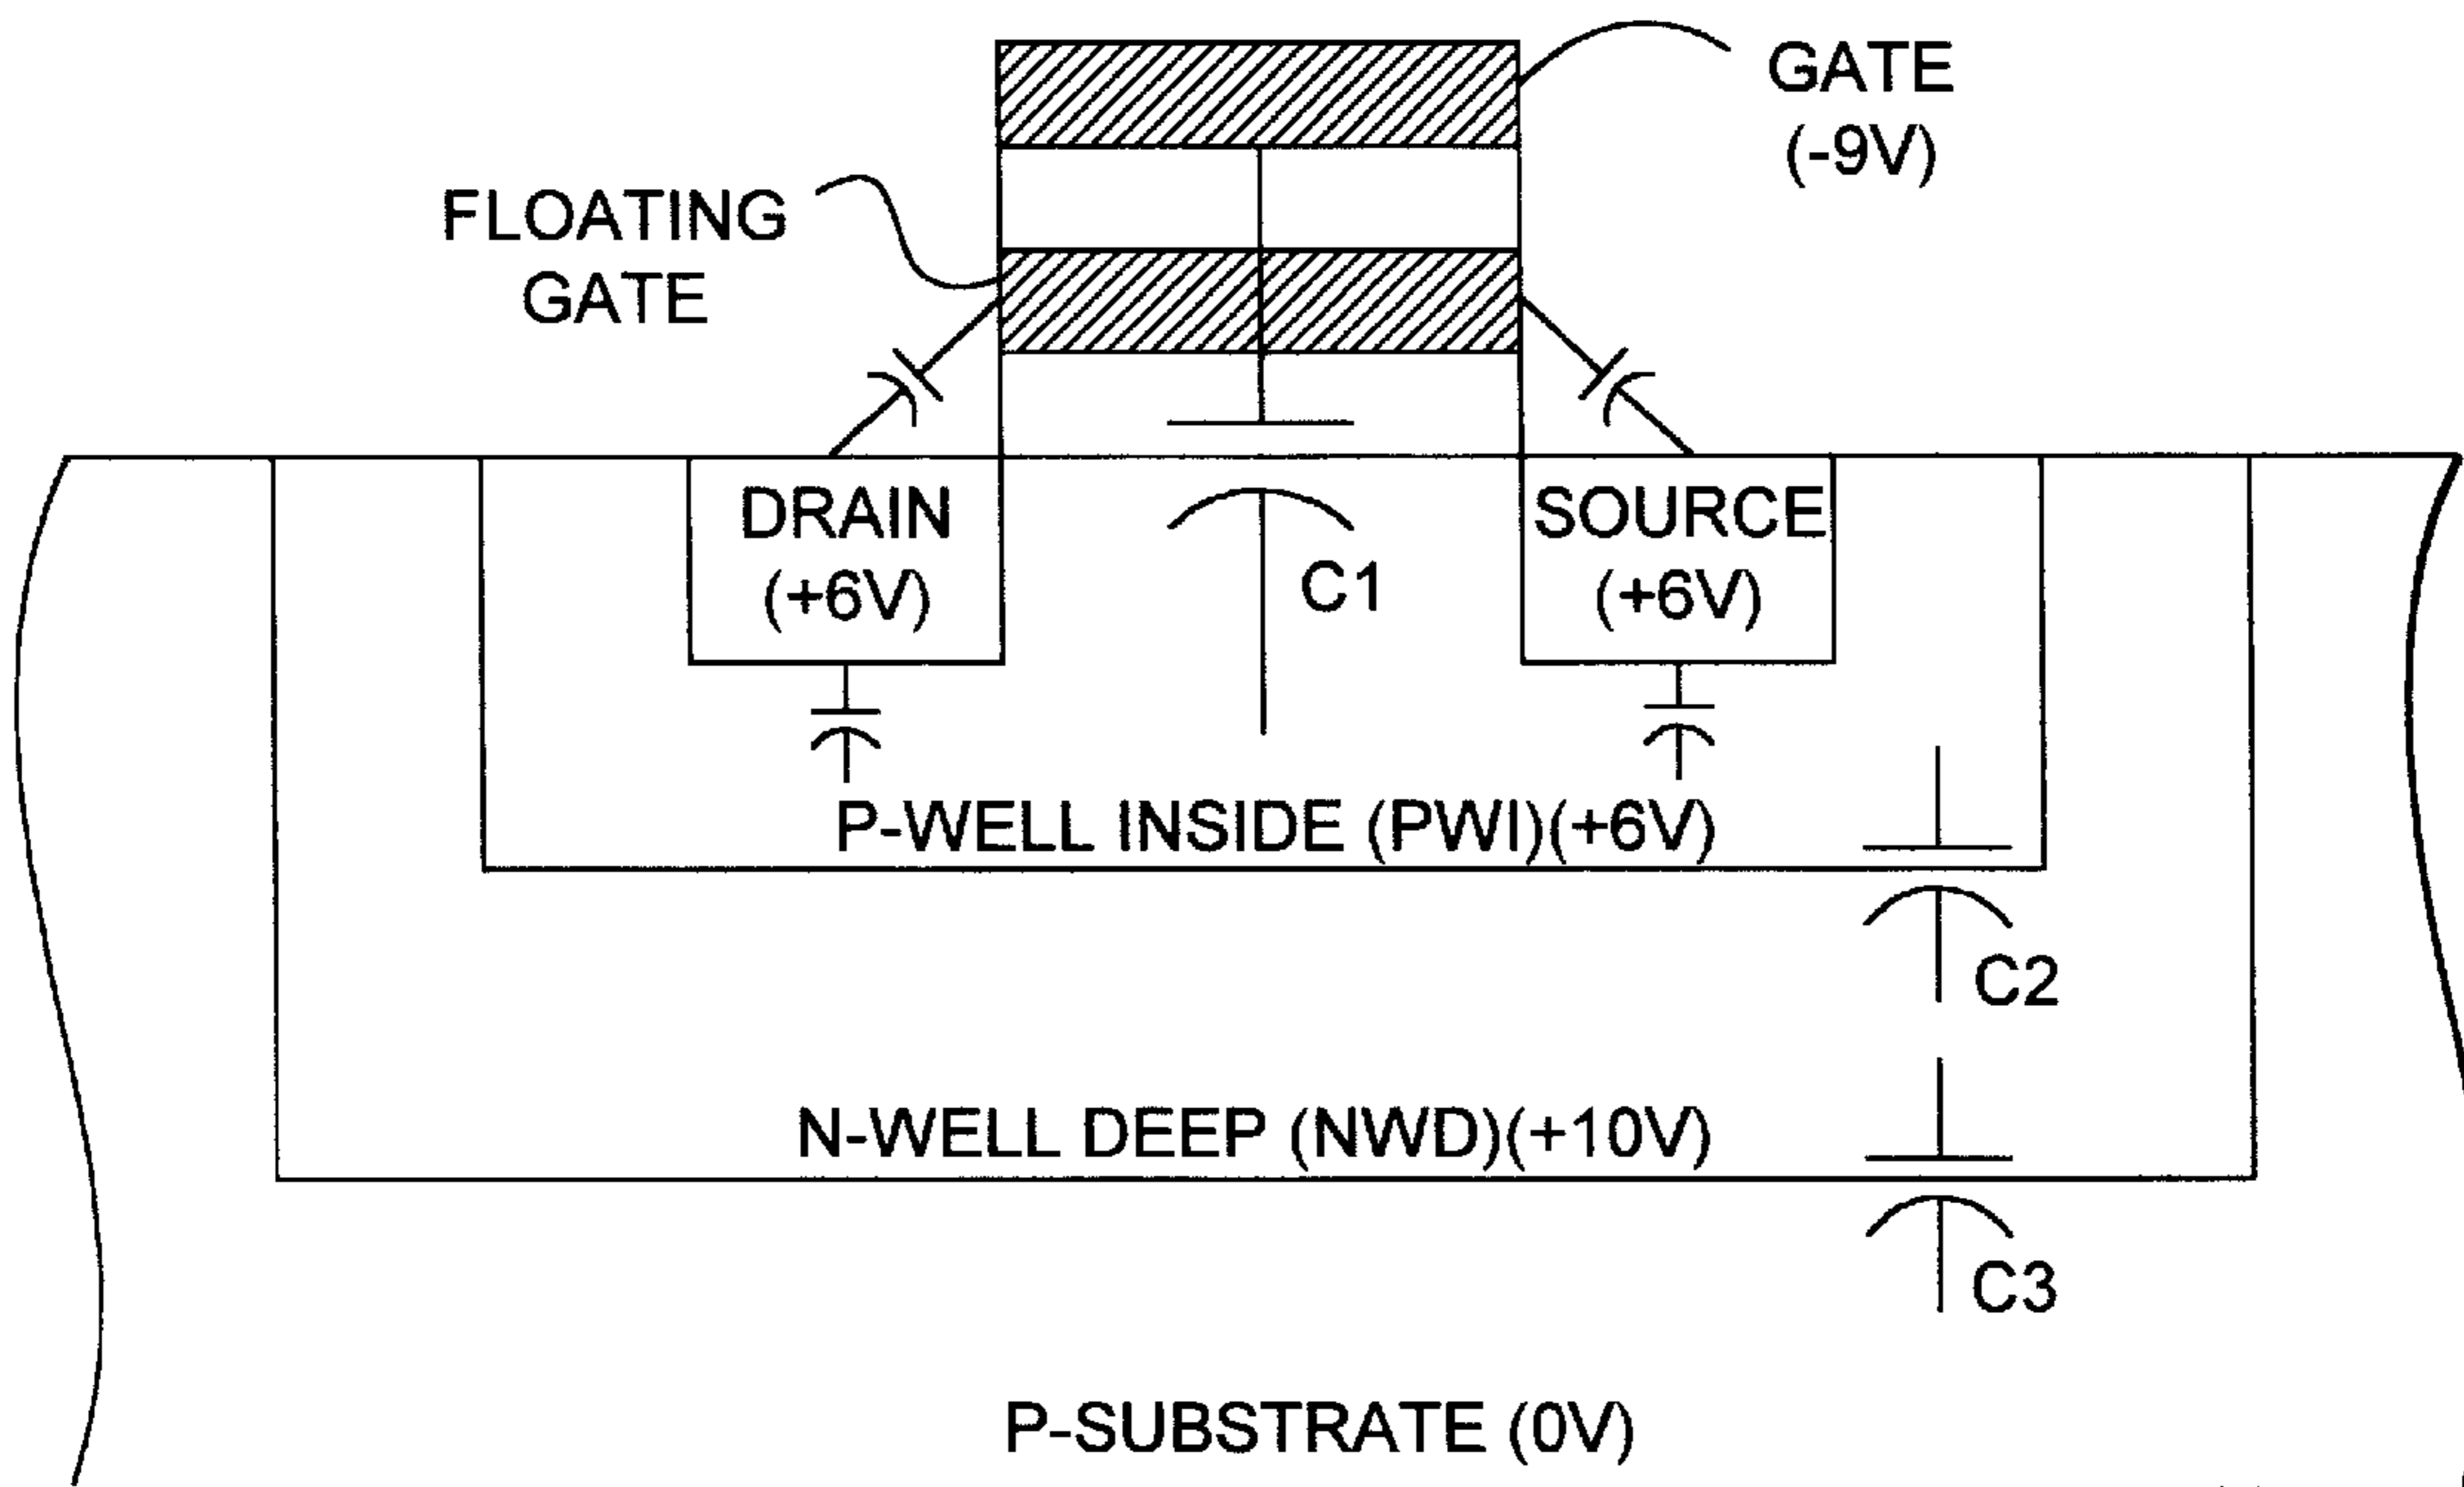 GATE
(-9V)
FLOATING
GATE
DRAIN
(+6V)
C1
SOURCE
(+6V)
P-WELL INSIDE (PWI)(+6V)
C2
N-WELL DEEP (NWD)(+10V)
C3
P-SUBSTRATE (0V)